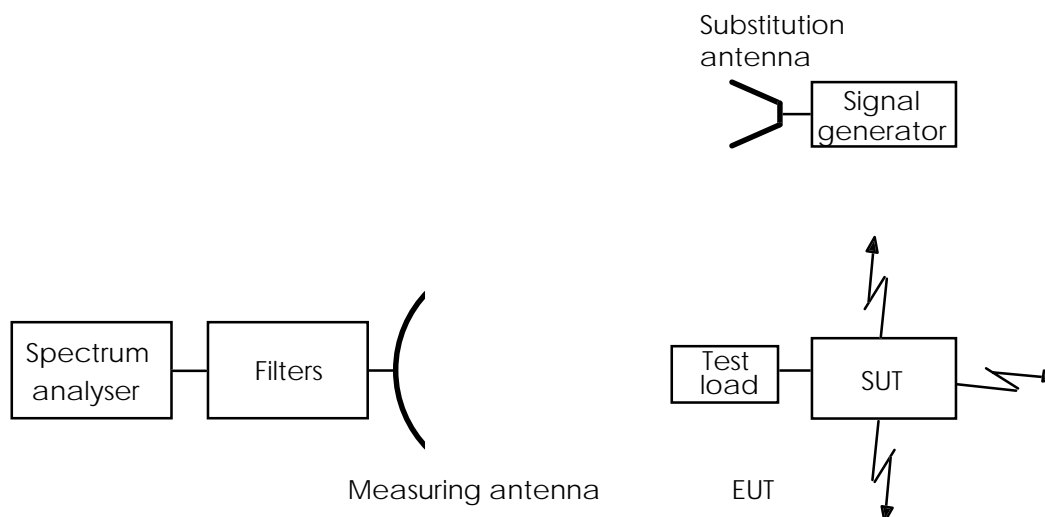 Substitution
antenna
Signal
generator
Spectrum
analyser
Filters
Test
load
SUT
Measuring antenna
EUT